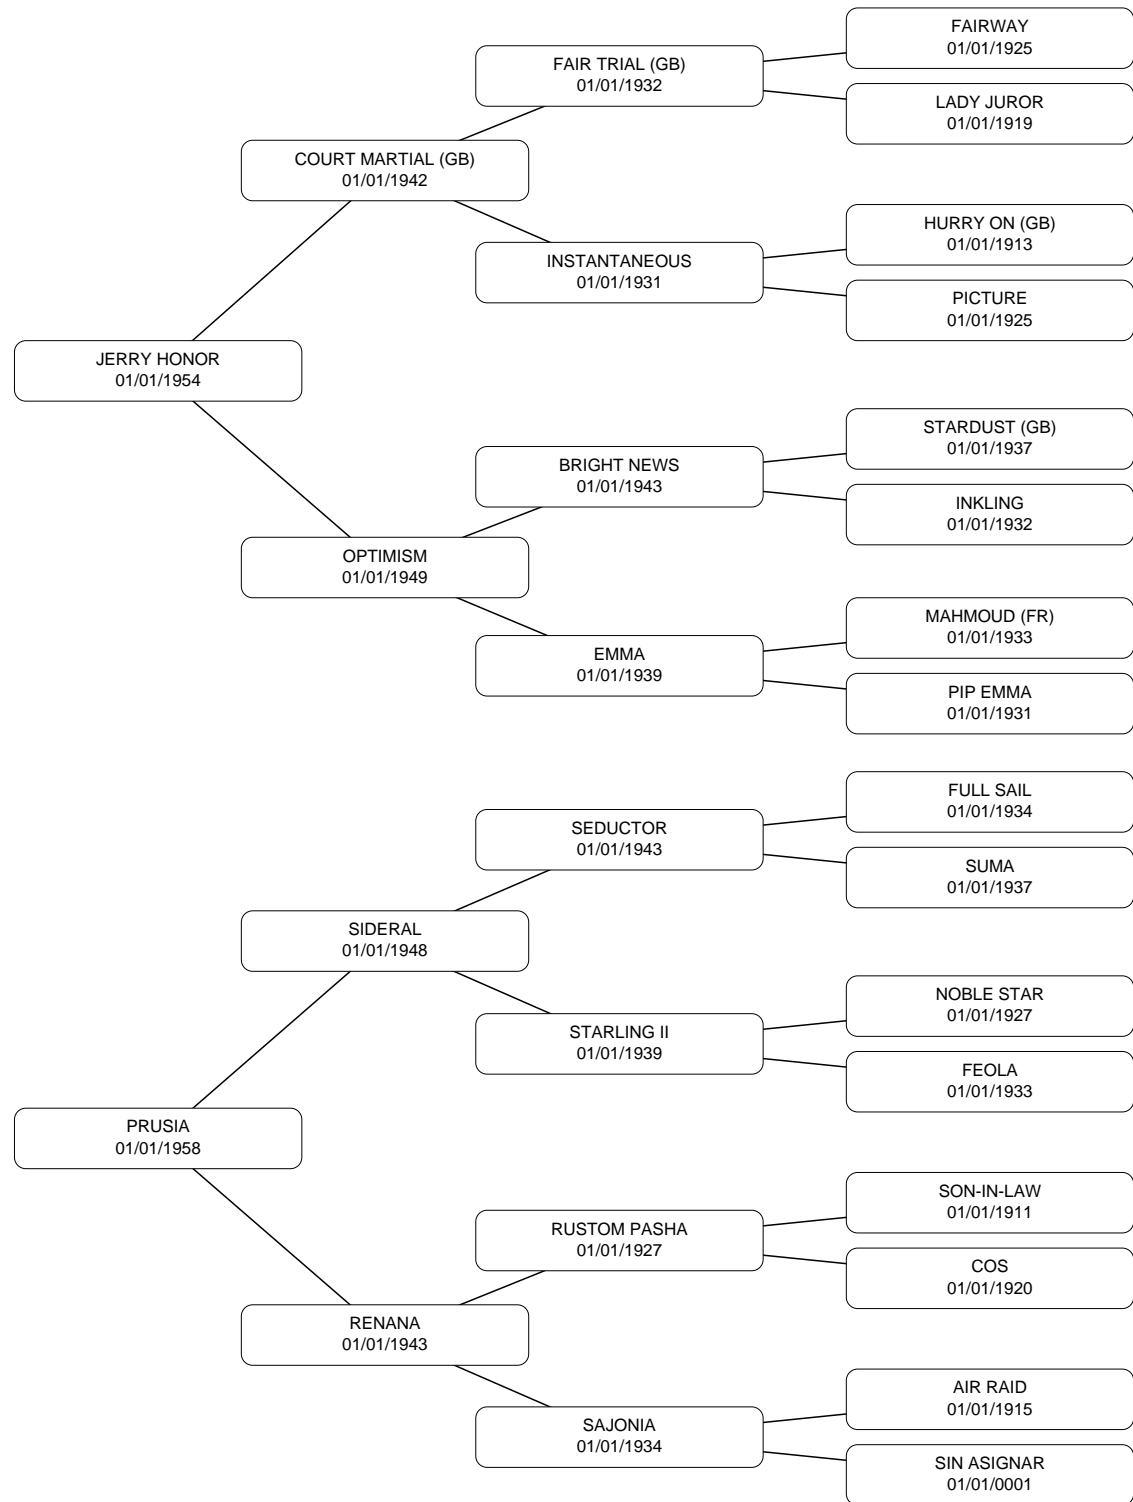 FAIRWAY
01/01/1925
FAIR TRIAL (GB)
01/01/1932
LADY JUROR
01/01/1919
COURT MARTIAL (GB)
01/01/1942
HURRY ON (GB)
01/01/1913
INSTANTANEOUS
01/01/1931
PICTURE
01/01/1925
JERRY HONOR
01/01/1954
STARDUST (GB)
01/01/1937
BRIGHT NEWS
01/01/1943
INKLING
01/01/1932
OPTIMISM
01/01/1949
MAHMOUD (FR)
01/01/1933
EMMA
01/01/1939
PIP EMMA
01/01/1931
FULL SAIL
01/01/1934
SEDUCTOR
01/01/1943
SUMA
01/01/1937
SIDERAL
01/01/1948
NOBLE STAR
01/01/1927
STARLING II
01/01/1939
FEOLA
01/01/1933
PRUSIA
01/01/1958
SON-IN-LAW
01/01/1911
RUSTOM PASHA
01/01/1927
COS
01/01/1920
RENANA
01/01/1943
AIR RAID
01/01/1915
SAJONIA
01/01/1934
SIN ASIGNAR
01/01/0001